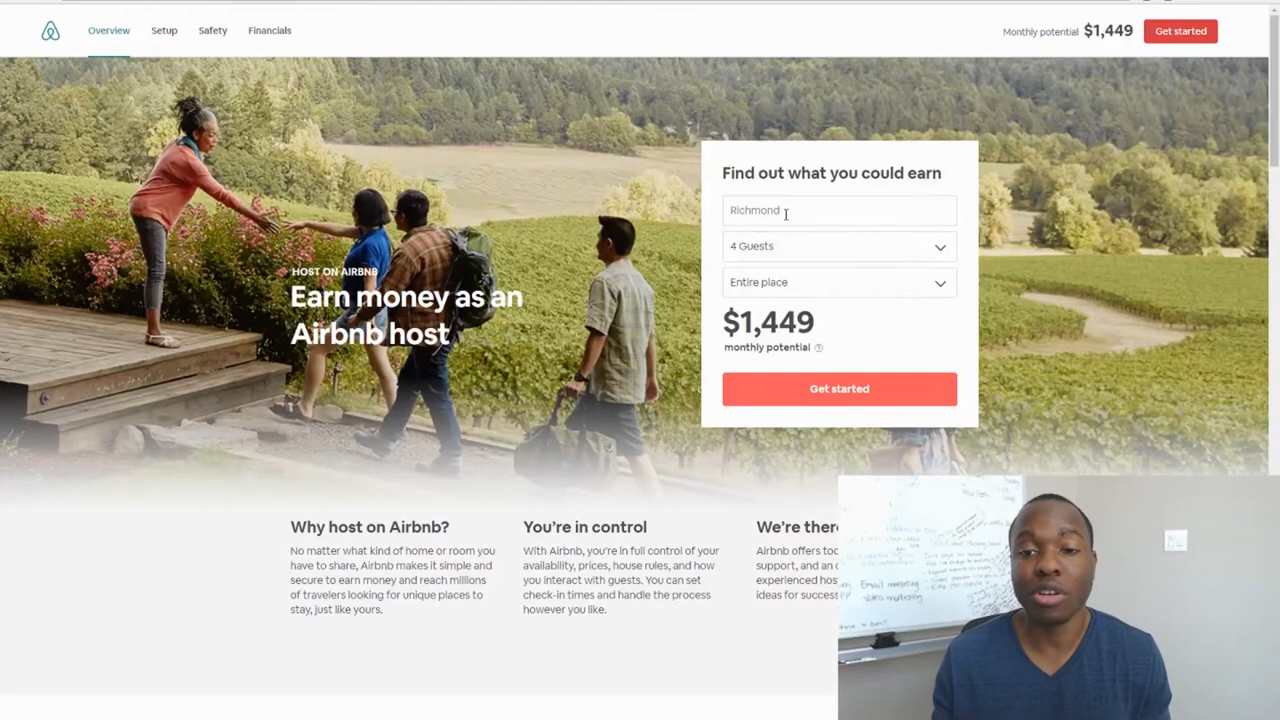 Overview
Setup
Safety
Financials
Monthly potential $1,449
Get started
Find out what you could earn
Richmond
4 Guests
Entire place
$1,449
monthly potential
Get started
HOST ON AIRBNB
Earn money as an
Airbnb host
Why host on Airbnb?
No matter what kind of home or room you
have to share, Airbnb makes it simple and
secure to earn money and reach millions
of travelers looking for unique places to
stay, just like yours.
You're in control
With Airbnb, you're in full control of your
availability, prices, house rules, and how
you interact with guests. You can set
check-in times and handle the process
however you like.
We're there
Airbnb offers
support, and an
experienced
ideas for success
Email marketing
Video marketing